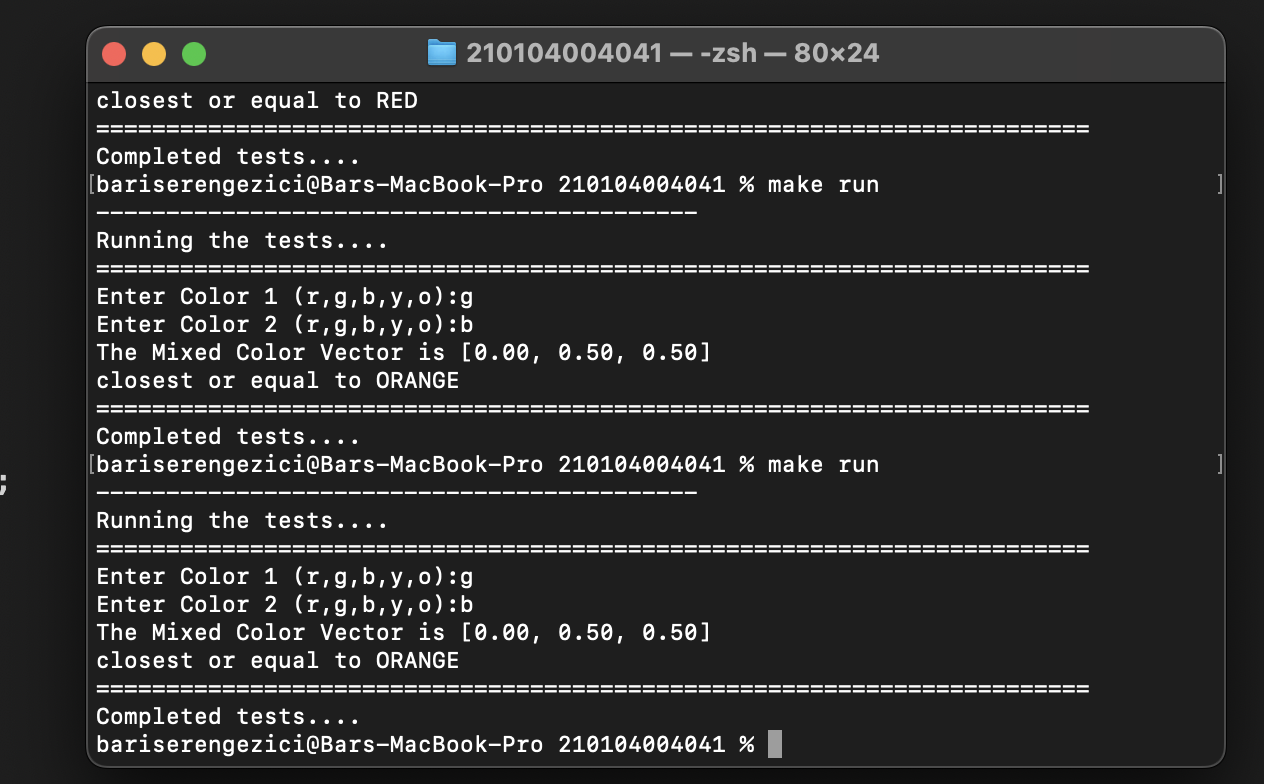 210104004041 — -zsh — 80×24
closest or equal to RED
=======================================================================
Completed tests....
[bariserengezici@Bars-MacBook-Pro 210104004041 % make run ]
-------------------------------------------
Running the tests....
=======================================================================
Enter Color 1 (r,g,b,y,o):g
Enter Color 2 (r,g,b,y,o):b
The Mixed Color Vector is [0.00, 0.50, 0.50]
closest or equal to ORANGE
=======================================================================
Completed tests....
[bariserengezici@Bars-MacBook-Pro 210104004041 % make run ]
;
-------------------------------------------
Running the tests....
=======================================================================
Enter Color 1 (r,g,b,y,o):g
Enter Color 2 (r,g,b,y,o):b
The Mixed Color Vector is [0.00, 0.50, 0.50]
closest or equal to ORANGE
=======================================================================
Completed tests....
bariserengezici@Bars-MacBook-Pro 210104004041 %